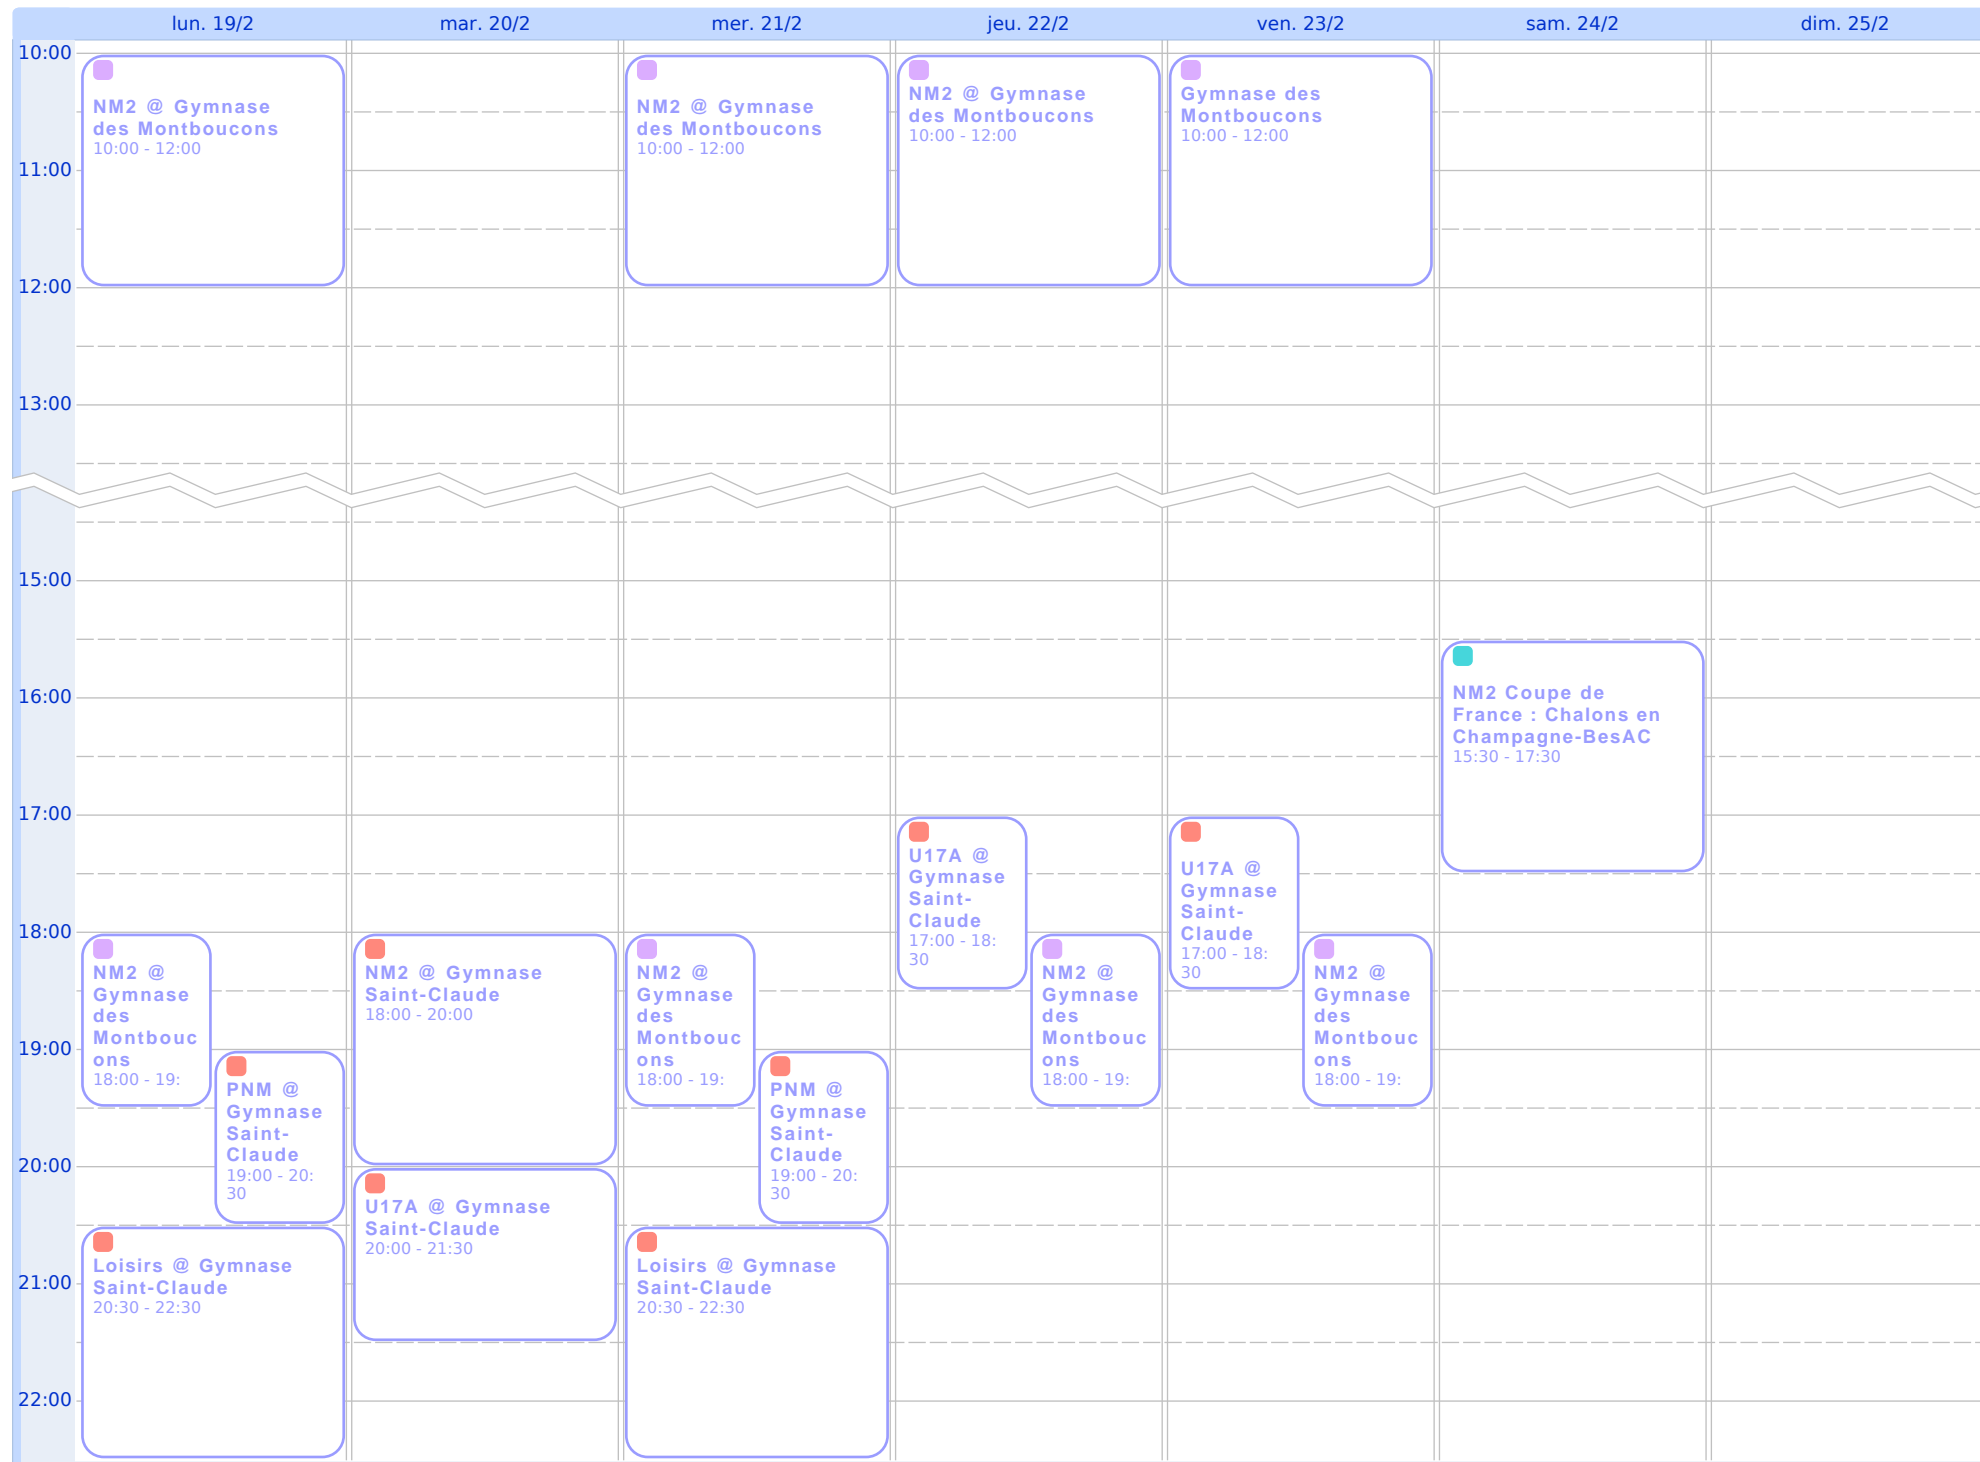 lun. 19/2
mar. 20/2
mer. 21/2
jeu. 22/2
ven. 23/2
sam. 24/2
dim. 25/2
10:00
11:00
12:00
13:00
15:00
16:00
17:00
18:00
19:00
20:00
21:00
22:00
NM2 @ Gymnase
des Montboucons
10:00 - 12:00
NM2 @
Gymnase
des
Montbouc
ons
18:00 - 19:
PNM @
Gymnase
Saint-
Claude
19:00 - 20:
30
Loisirs @ Gymnase
Saint-Claude
20:30 - 22:30
NM2 @ Gymnase
Saint-Claude
18:00 - 20:00
U17A @ Gymnase
Saint-Claude
20:00 - 21:30
NM2 @ Gymnase
des Montboucons
10:00 - 12:00
NM2 @
Gymnase
des
Montbouc
ons
18:00 - 19:
PNM @
Gymnase
Saint-
Claude
19:00 - 20:
30
Loisirs @ Gymnase
Saint-Claude
20:30 - 22:30
NM2 @ Gymnase
des Montboucons
10:00 - 12:00
U17A @
Gymnase
Saint-
Claude
17:00 - 18:
30
NM2 @
Gymnase
des
Montbouc
ons
18:00 - 19:
Gymnase des
Montboucons
10:00 - 12:00
U17A @
Gymnase
Saint-
Claude
17:00 - 18:
30
NM2 @
Gymnase
des
Montbouc
ons
18:00 - 19:
NM2 Coupe de
France : Chalons en
Champagne-BesAC
15:30 - 17:30